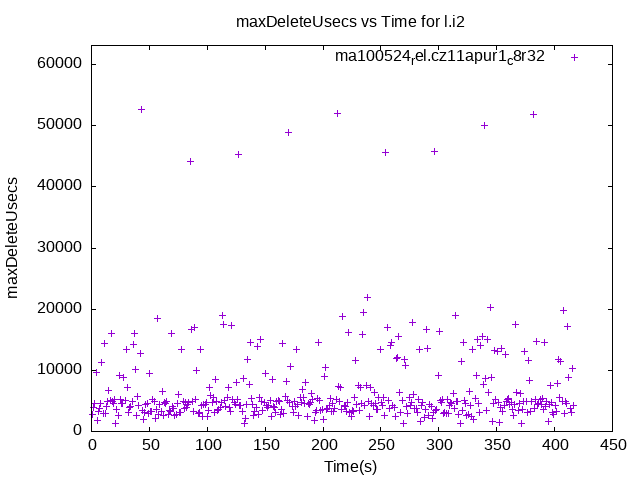 maxDeleteUsecs vs Time for l.i2
ma100524_rel.cz11apur1_c8r32
60000
50000
40000
30000
20000
10000
0
maxDeleteUsecs
0 50 100 150 200 250 300 350 400 450
Time(s)